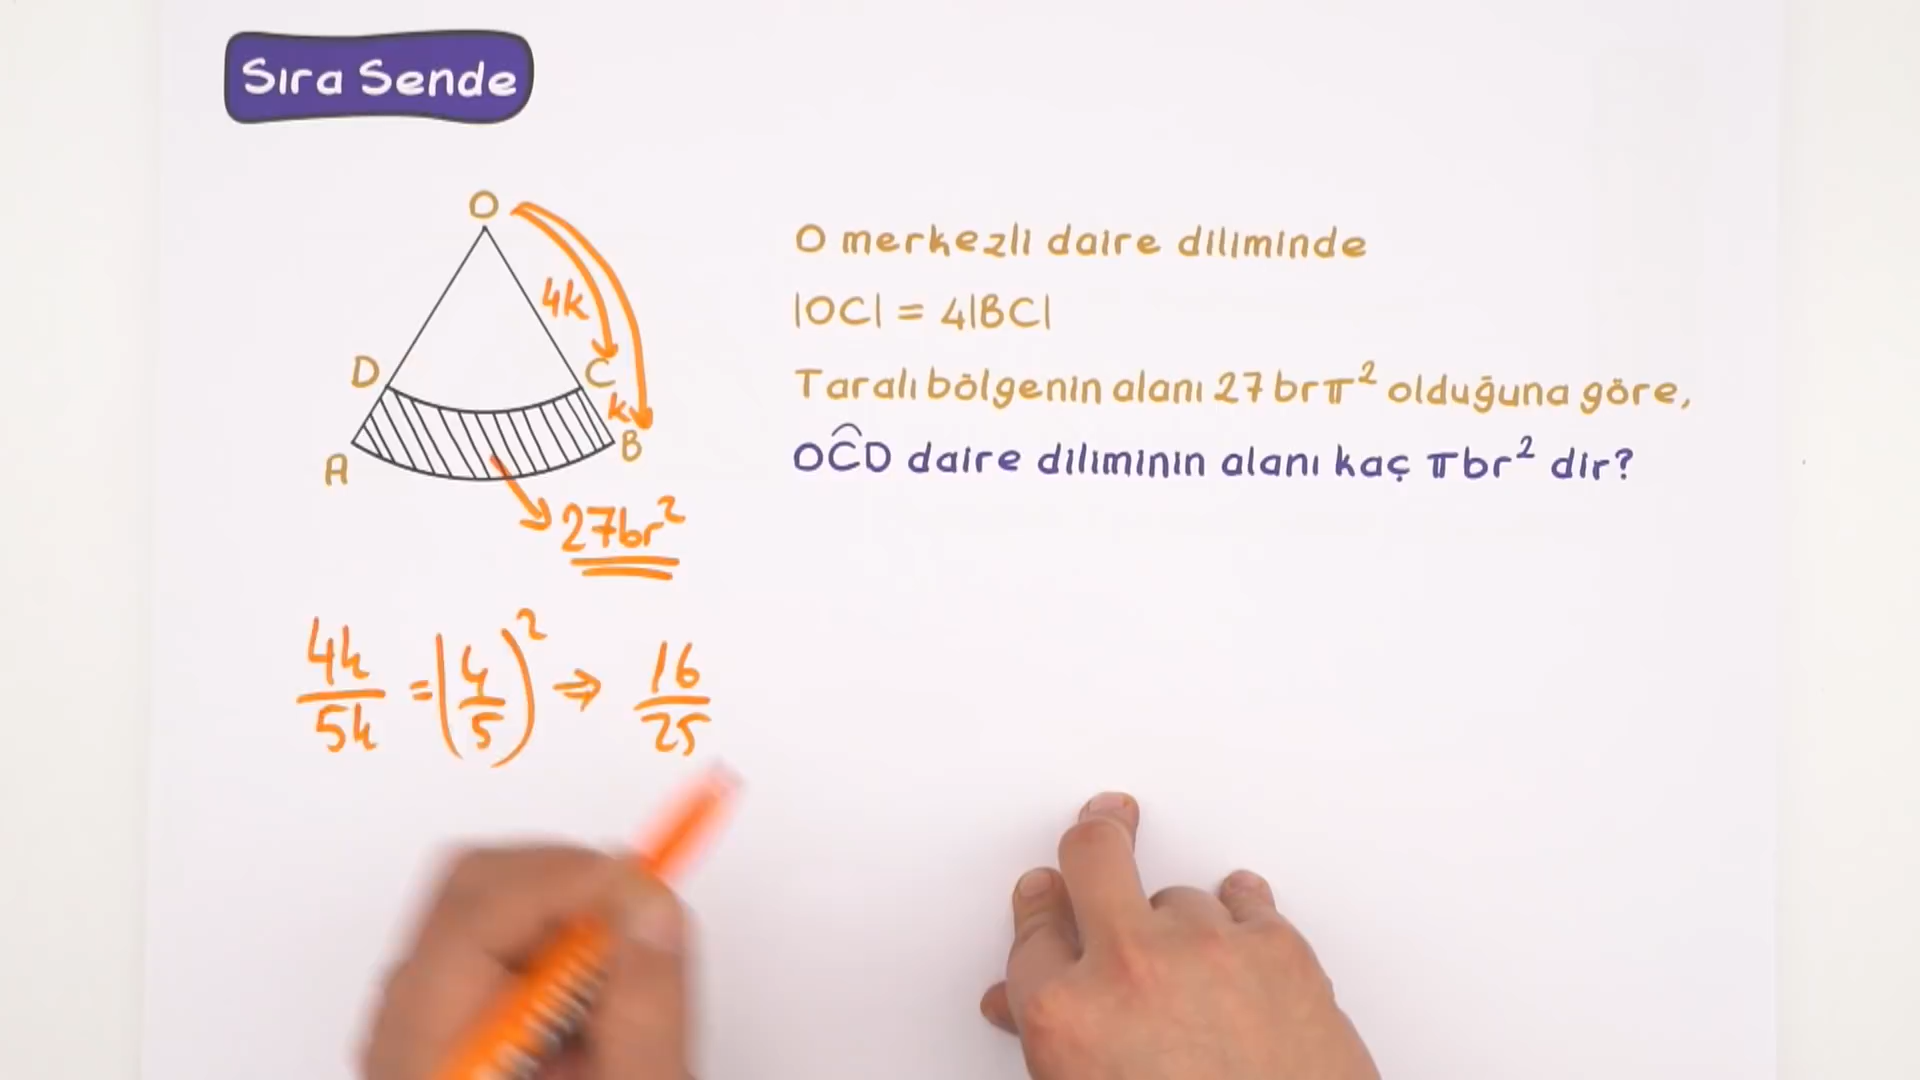 Sıra Sende
O
4k
D
C
k
A
B
27br²
O merkezli daire diliminde
|OC| = 4|BC|
Taralı bölgenin alanı 27 brπ² olduğuna göre,
OĈD daire diliminin alanı kaç πbr² dir?
4k/5k = (4/5)² ⇒ 16/25